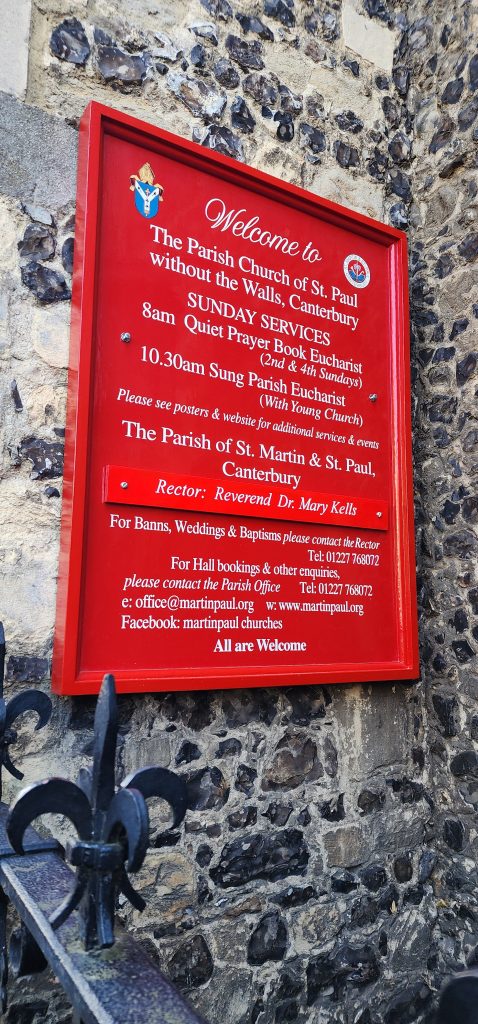 Welcome to
The Parish Church of St. Paul
without the Walls, Canterbury
SUNDAY SERVICES
8am Quiet Prayer Book Eucharist
(2nd & 4th Sundays)
10.30am Sung Parish Eucharist
(With Young Church)
Please see posters & website for additional services & events
The Parish of St. Martin & St. Paul,
Canterbury
Rector: Reverend Dr. Mary Kells
For Banns, Weddings & Baptisms please contact the Rector
Tel: 01227 768072
For Hall bookings & other enquiries,
please contact the Parish Office Tel: 01227 768072
e: office@martinpaul.org w: www.martinpaul.org
Facebook: martinpaul churches
All are Welcome